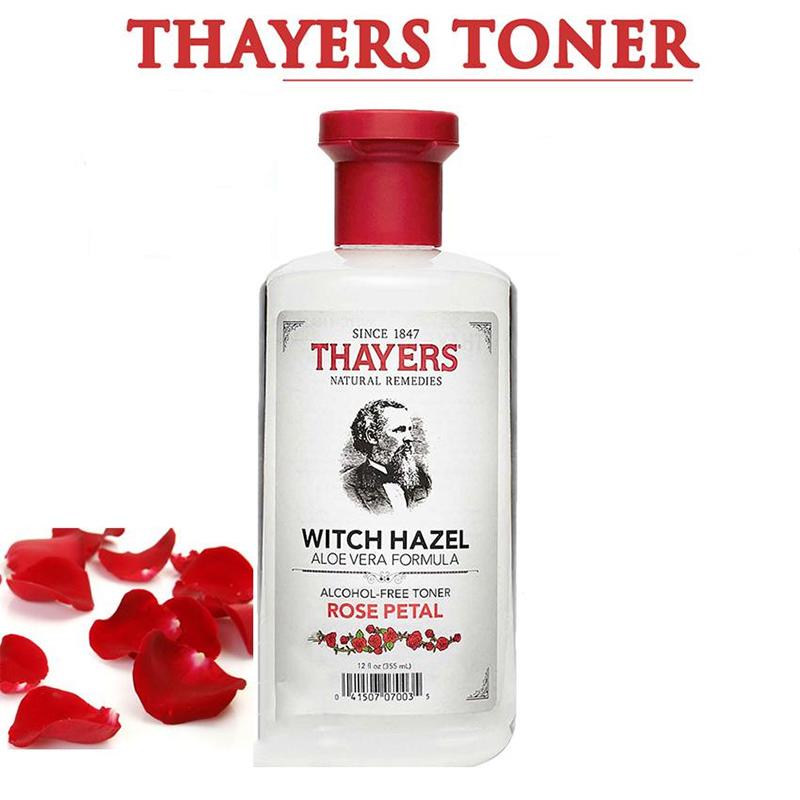 THAYERS TONER
SINCE 1847
THAYERS®
NATURAL REMEDIES
WITCH HAZEL
ALOE VERA FORMULA
ALCOHOL-FREE TONER
ROSE PETAL
12 fl oz (355 mL)
0 41507 07003 5